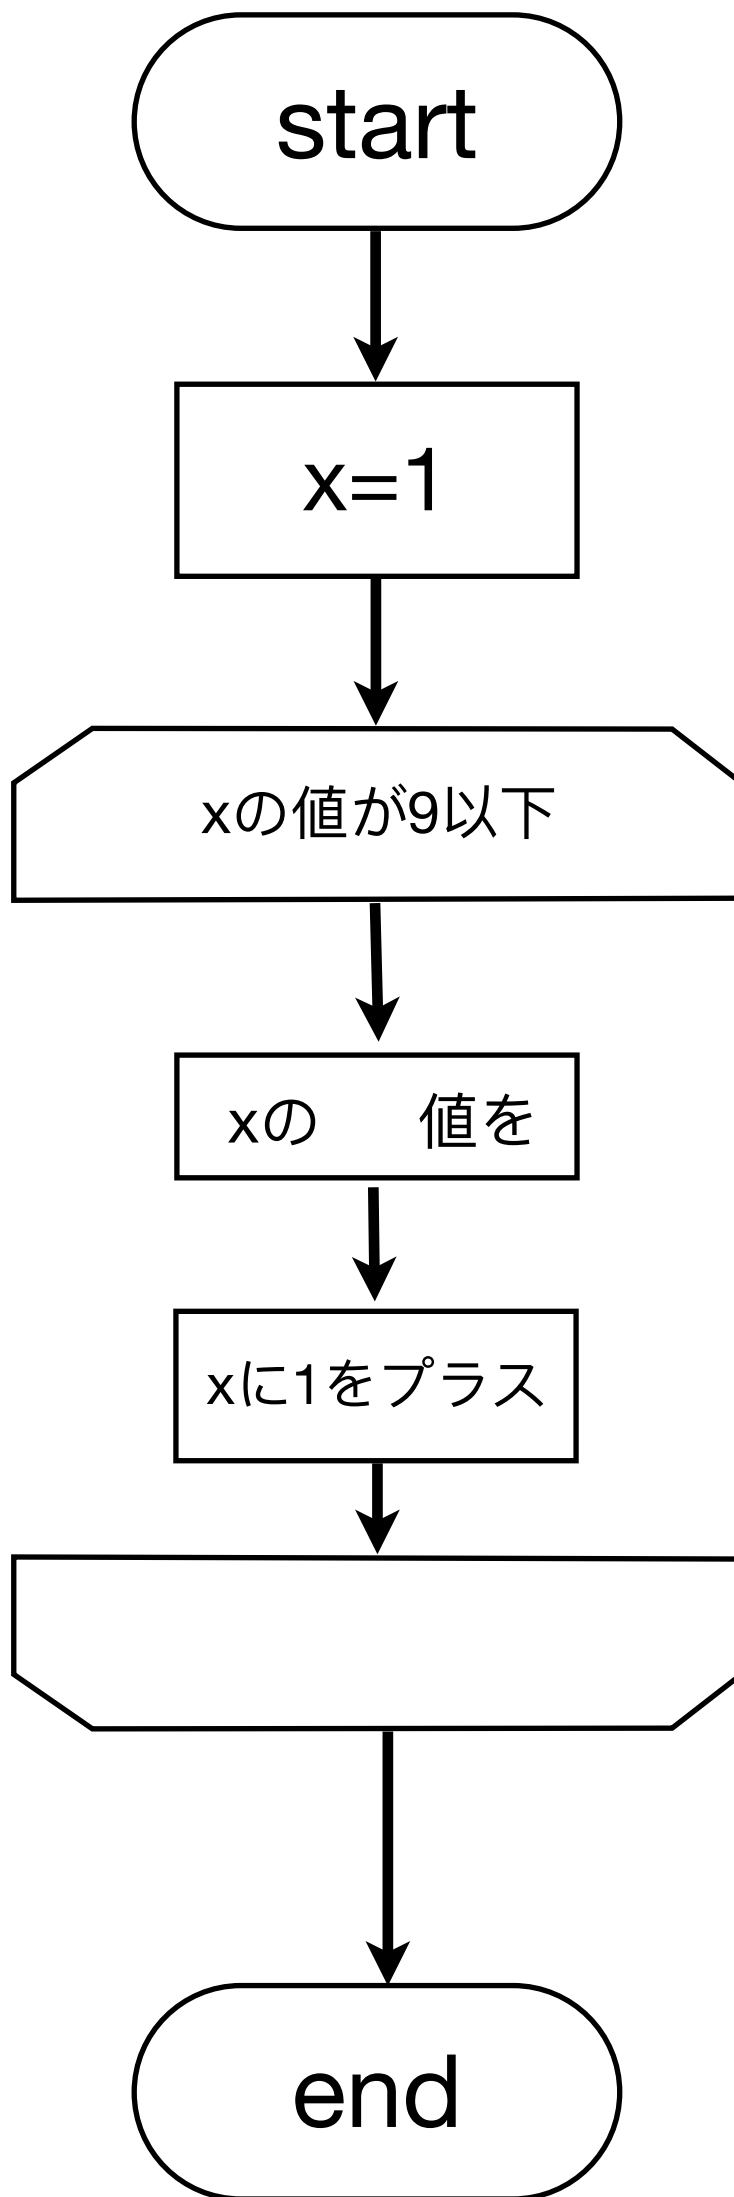 start
x=1
xの値が9以下
xの　　値を
xに1をプラス
end